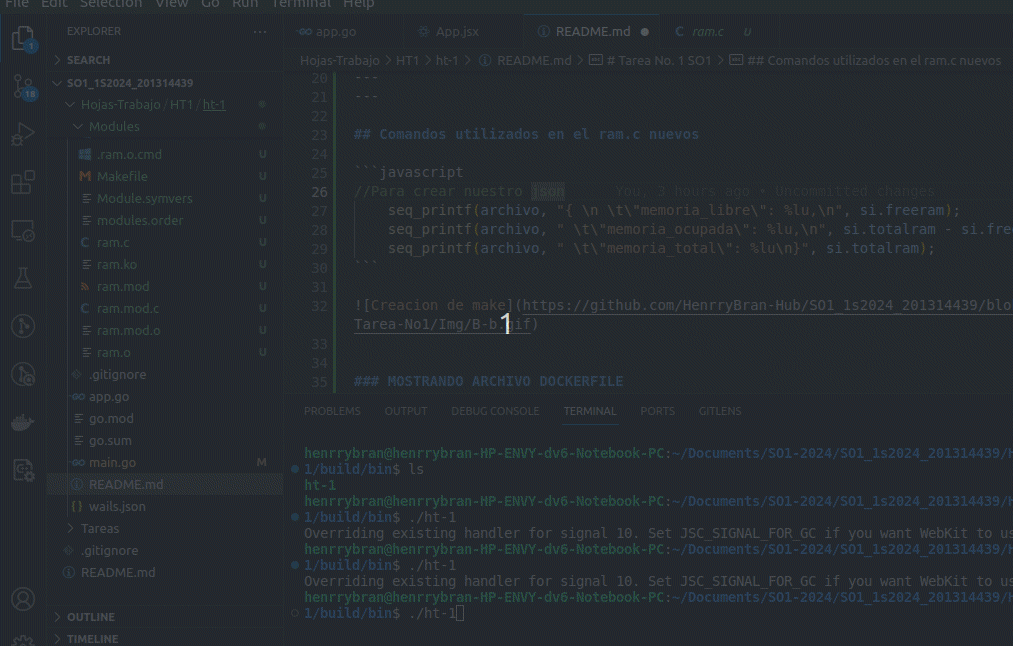 File Edit Selection View Go Run Terminal Help
EXPLORER ...
SEARCH
SO1_1S2024_201314439
Hojas-Trabajo / HT1 / ht-1
Modules
.ram.o.cmd U
Makefile U
Module.symvers U
modules.order U
ram.c U
ram.ko U
ram.mod U
ram.mod.c U
ram.mod.o U
ram.o U
.gitignore
app.go
go.mod
go.sum
main.go M
README.md
wails.json
Tareas
.gitignore
README.md
OUTLINE
TIMELINE
1
18
app.go App.jsx README.md ram.c U
Hojas-Trabajo > HT1 > ht-1 > README.md > # Tarea No. 1 SO1 > ## Comandos utilizados en el ram.c nuevos
20 ---
21 ---
22
23 ## Comandos utilizados en el ram.c nuevos
24
25 ```javascript
26 //Para crear nuestro json You, 3 hours ago • Uncommitted changes
27 seq_printf(archivo, "{ \n \t\"memoria_libre\": %lu,\n", si.freeram);
28 seq_printf(archivo, " \t\"memoria_ocupada\": %lu,\n", si.totalram - si.free
29 seq_printf(archivo, " \t\"memoria_total\": %lu\n}", si.totalram);
30 ```
31
32 ![Creacion de make](https://github.com/HenrryBran-Hub/SO1_1s2024_201314439/blo
Tarea-No1/Img/B-b.gif)
33
34
35 ### MOSTRANDO ARCHIVO DOCKERFILE
1
PROBLEMS OUTPUT DEBUG CONSOLE TERMINAL PORTS GITLENS
henrrybran@henrrybran-HP-ENVY-dv6-Notebook-PC:~/Documents/SO1-2024/SO1_1s2024_201314439/H
1/build/bin$ ls
ht-1
henrrybran@henrrybran-HP-ENVY-dv6-Notebook-PC:~/Documents/SO1-2024/SO1_1s2024_201314439/H
1/build/bin$ ./ht-1
Overriding existing handler for signal 10. Set JSC_SIGNAL_FOR_GC if you want WebKit to us
henrrybran@henrrybran-HP-ENVY-dv6-Notebook-PC:~/Documents/SO1-2024/SO1_1s2024_201314439/H
1/build/bin$ ./ht-1
Overriding existing handler for signal 10. Set JSC_SIGNAL_FOR_GC if you want WebKit to us
henrrybran@henrrybran-HP-ENVY-dv6-Notebook-PC:~/Documents/SO1-2024/SO1_1s2024_201314439/H
1/build/bin$ ./ht-1